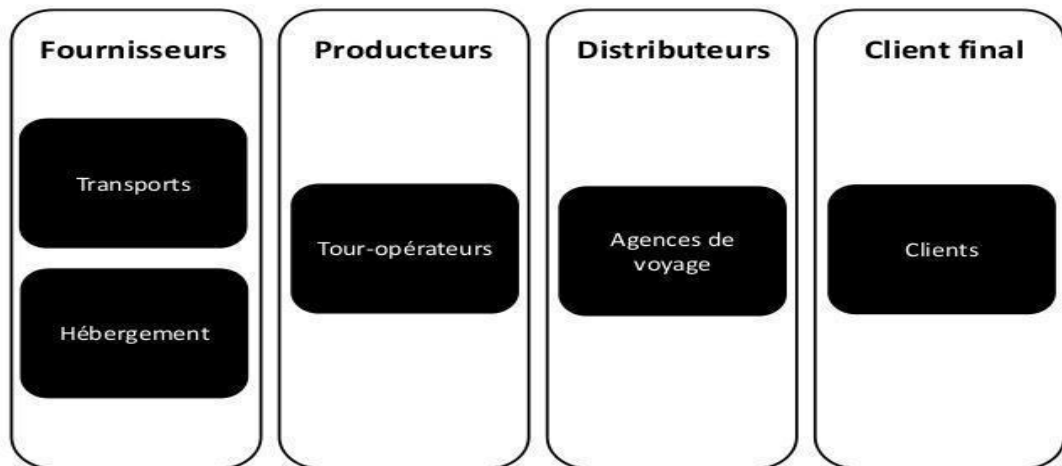 Fournisseurs
Transports
Hébergement
Producteurs
Tour-opérateurs
Distributeurs
Agences de
voyage
Client final
Clients